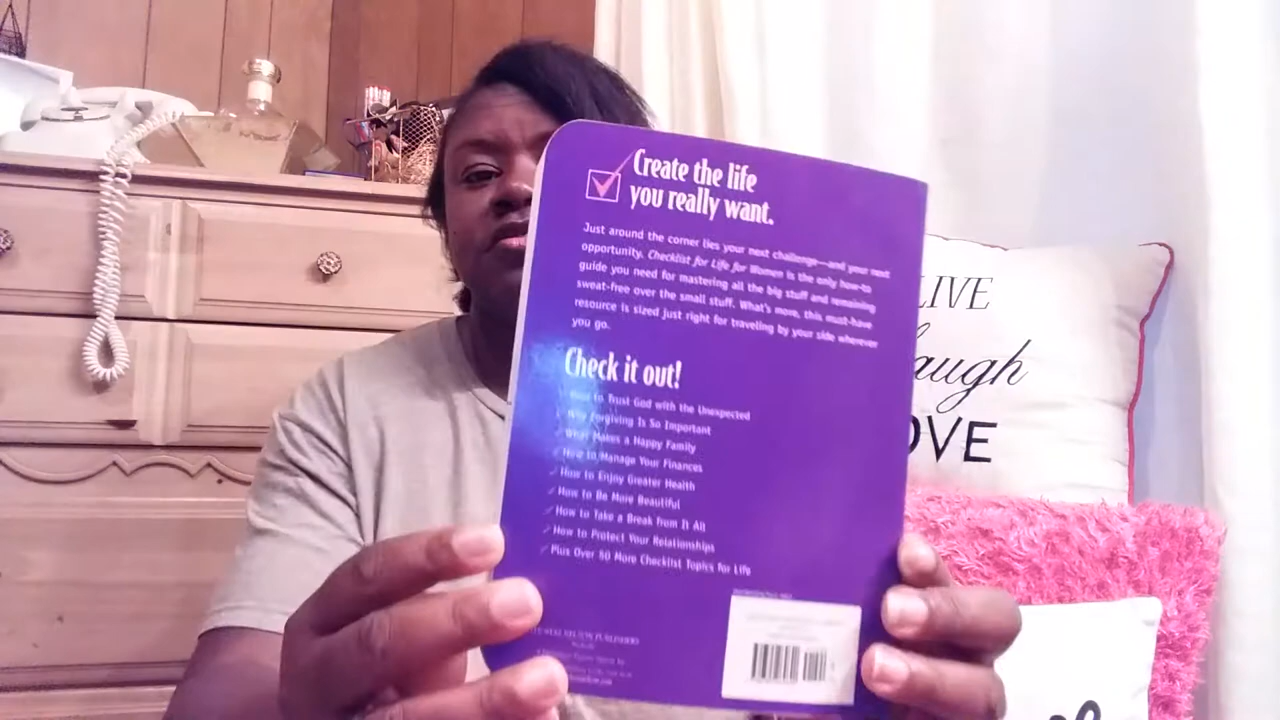 Create the life
you really want.
Just around the corner lies your next challenge—and your next
opportunity. Checklist for Life for Women is the only how-to
guide you need for mastering all the big stuff and remaining
sweat-free over the small stuff. What's more, this must-have
resource is sized just right for traveling by your side wherever
you go.
Check it out!
How to Trust God with the Unexpected
Why Forgiving Is So Important
What Makes a Happy Family
How to Manage Your Finances
How to Enjoy Greater Health
How to Be More Beautiful
How to Take a Break from It All
How to Protect Your Relationships
Plus Over 50 More Checklist Topics for Life
NELSON PUBLISHERS
LIVE
laugh
LOVE